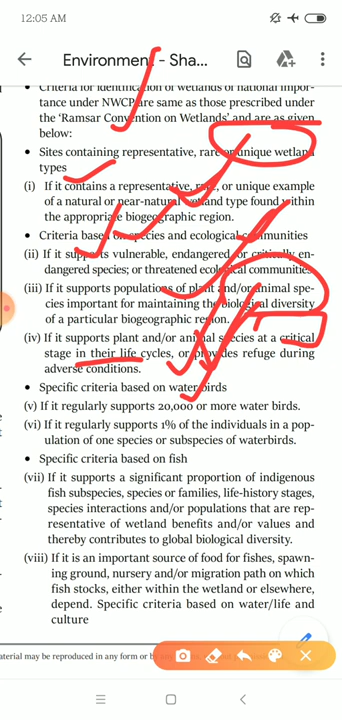 12:05 AM
Environment - Sha...
• Criteria for identification of wetlands of national impor-
tance under NWCP are same as those prescribed under
the 'Ramsar Convention on Wetlands' and are as given
below:
• Sites containing representative, rare or unique wetland
types
(i) If it contains a representative, rare, or unique example
of a natural or near-natural wetland type found within
the appropriate biogeographic region.
• Criteria based on species and ecological communities
(ii) If it supports vulnerable, endangered, or critically en-
dangered species; or threatened ecological communities.
(iii) If it supports populations of plant and/or animal spe-
cies important for maintaining the biological diversity
of a particular biogeographic region.
(iv) If it supports plant and/or animal species at a critical
stage in their life cycles, or provides refuge during
adverse conditions.
• Specific criteria based on water birds
(v) If it regularly supports 20,000 or more water birds.
(vi) If it regularly supports 1% of the individuals in a pop-
ulation of one species or subspecies of waterbirds.
• Specific criteria based on fish
(vii) If it supports a significant proportion of indigenous
fish subspecies, species or families, life-history stages,
species interactions and/or populations that are rep-
resentative of wetland benefits and/or values and
thereby contributes to global biological diversity.
(viii) If it is an important source of food for fishes, spawn-
ing ground, nursery and/or migration path on which
fish stocks, either within the wetland or elsewhere,
depend. Specific criteria based on water/life and
culture
aterial may be reproduced in any form or b